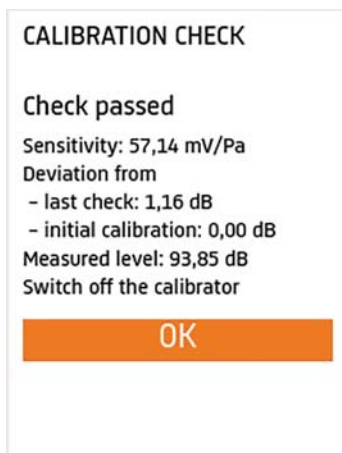 CALIBRATION CHECK
Check passed
Sensitivity: 57,14 mV/Pa
Deviation from
– last check: 1,16 dB
– initial calibration: 0,00 dB
Measured level: 93,85 dB
Switch off the calibrator
OK